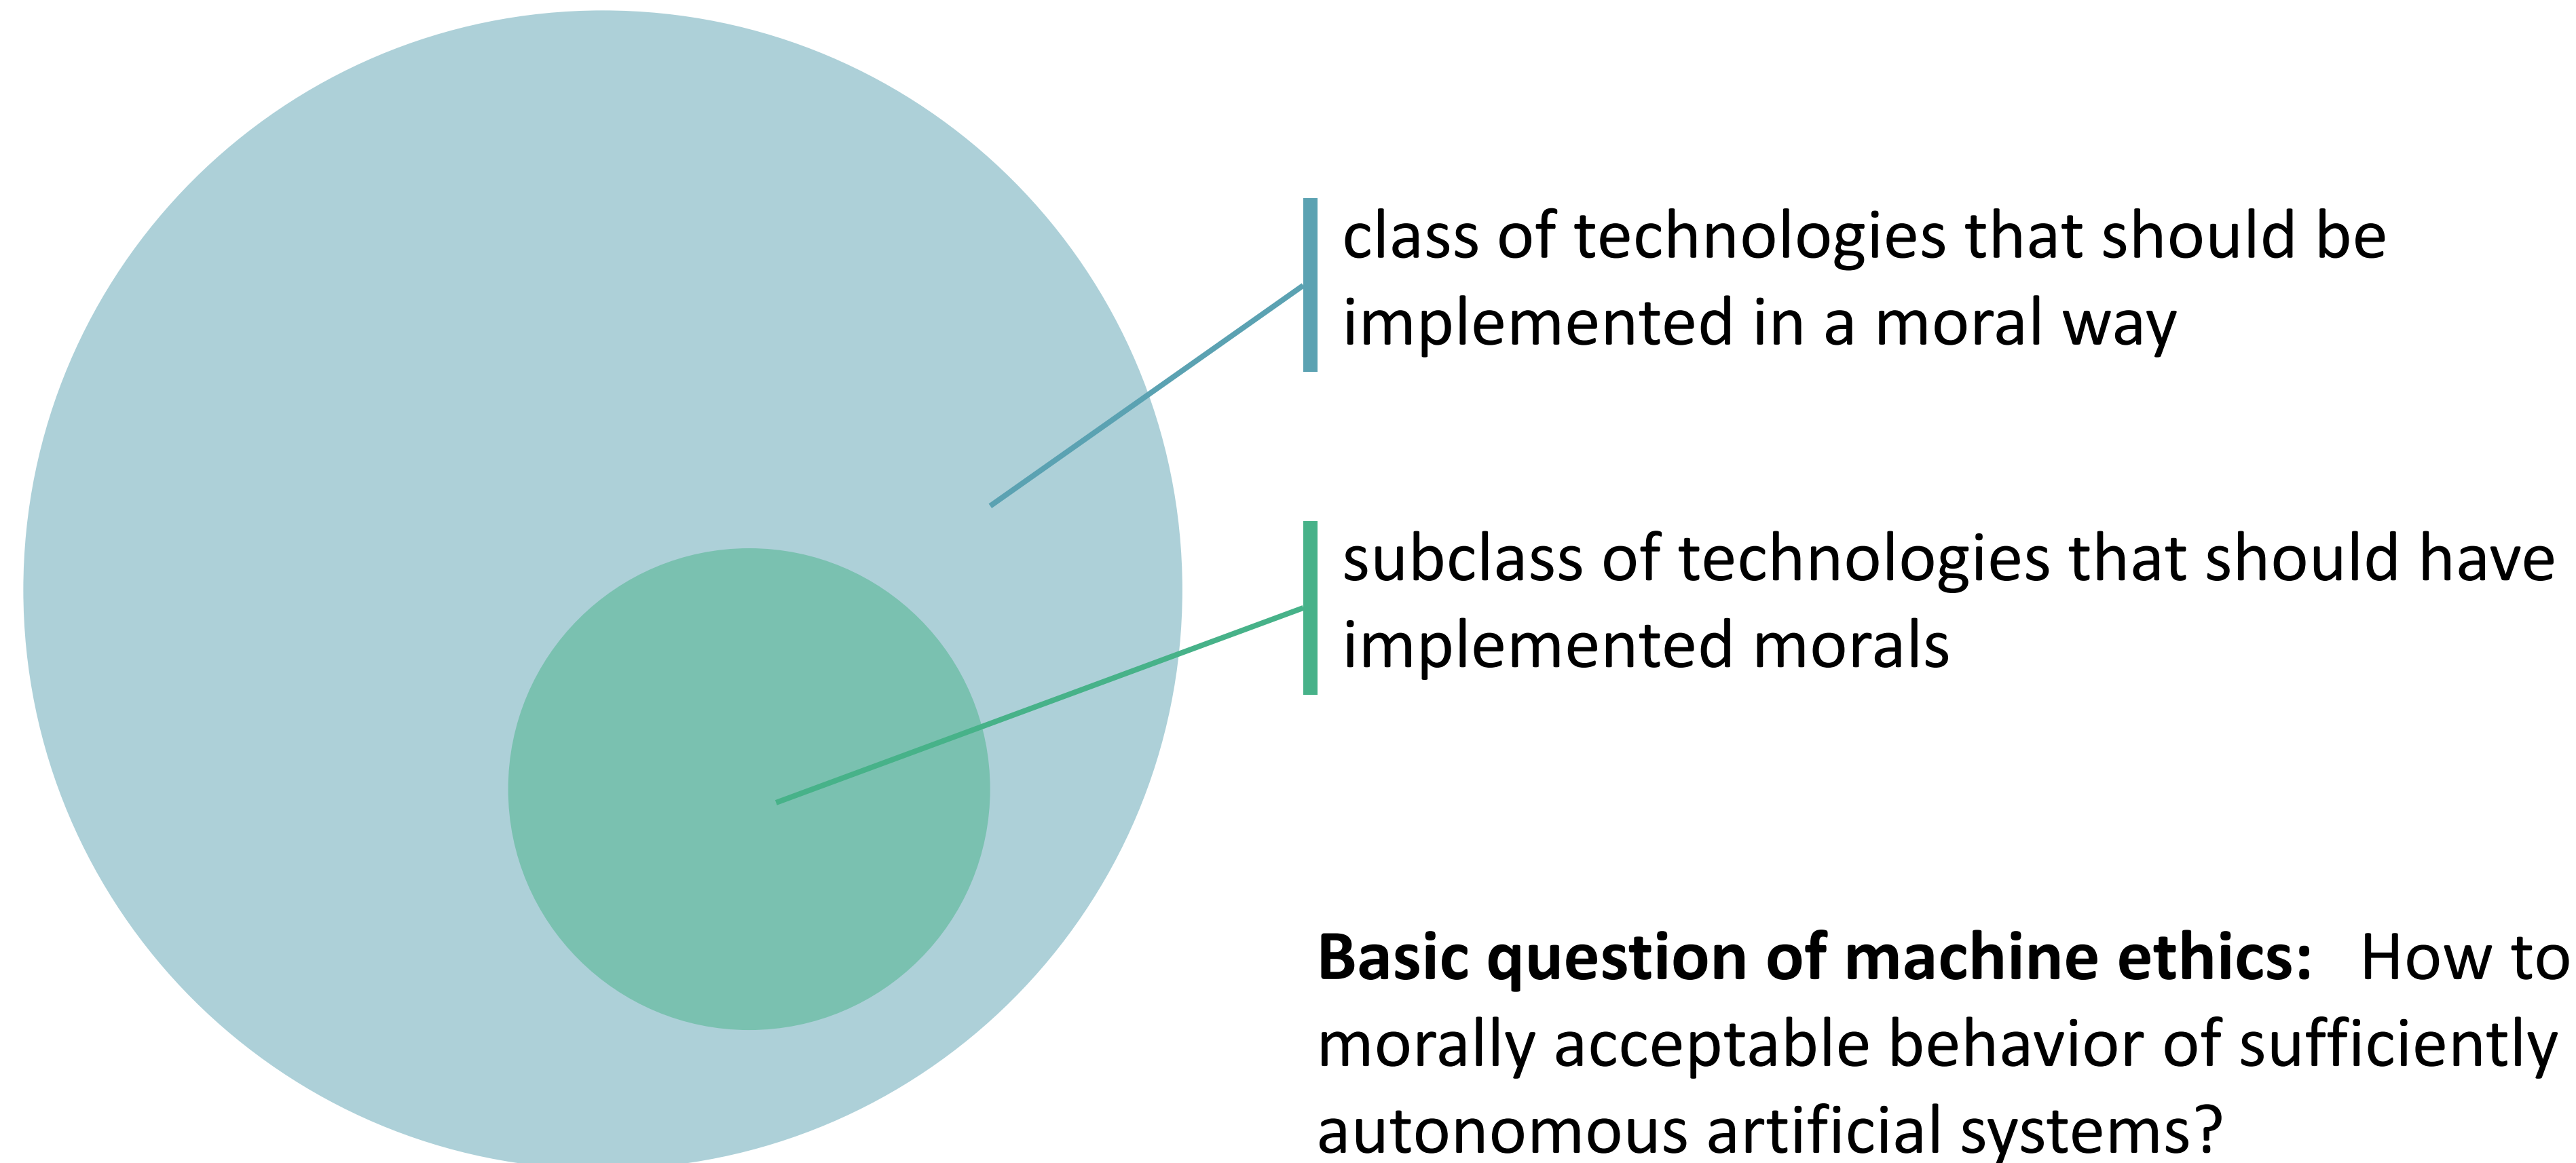 class of technologies that should be
implemented in a moral way
subclass of technologies that should have
implemented morals
Basic question of machine ethics: How to
morally acceptable behavior of sufficiently
autonomous artificial systems?